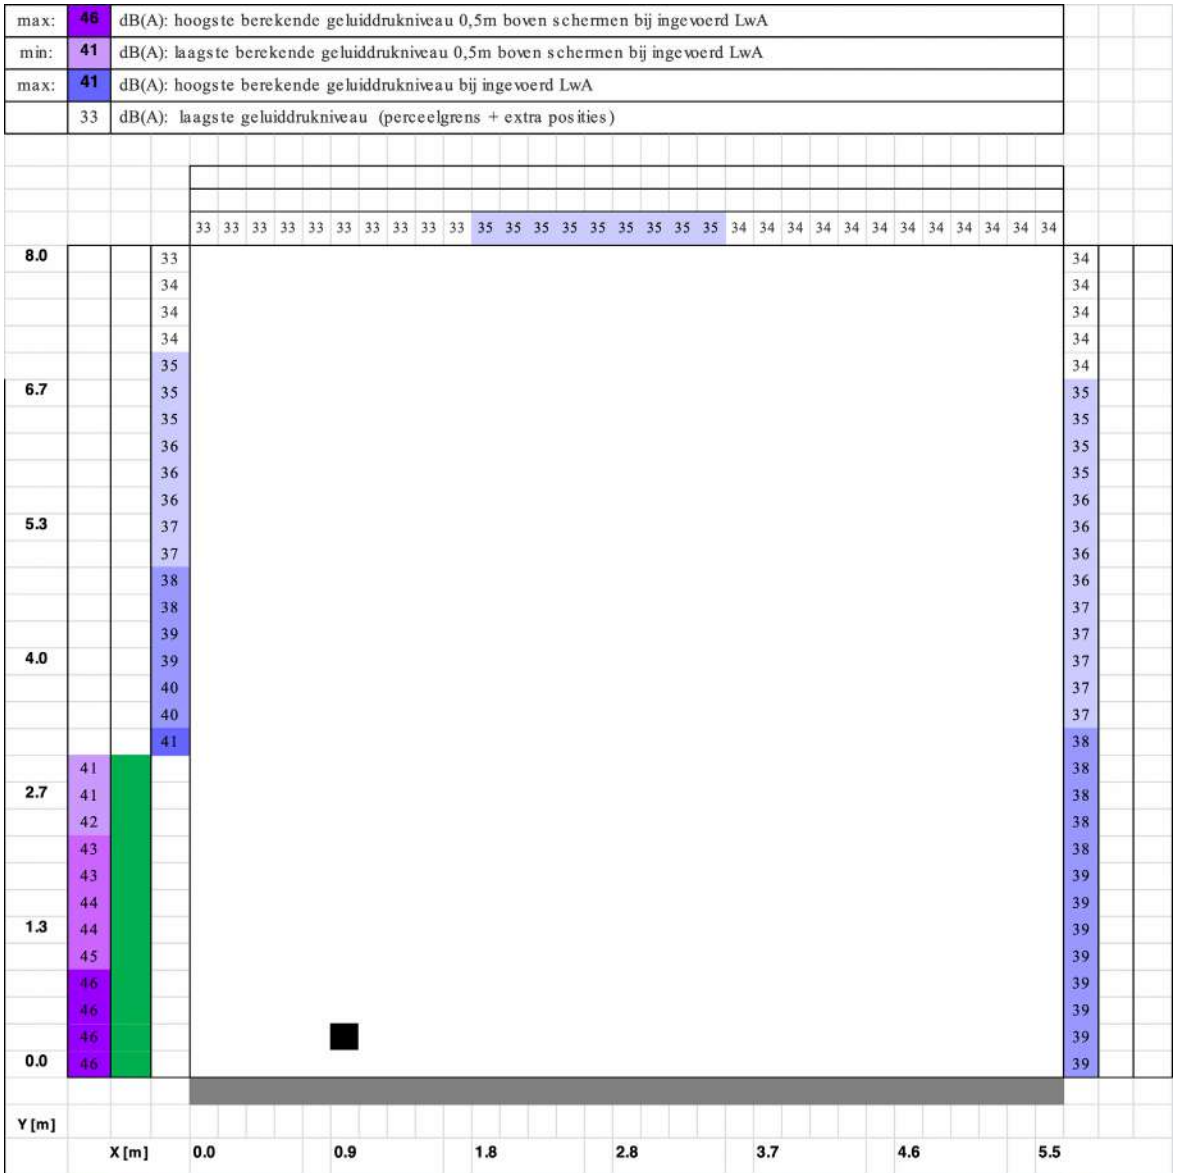 max: 46 dB(A): hoogste berekende geluiddrukniveau 0,5m boven schermen bij ingevoerd LwA
min: 41 dB(A): laagste berekende geluiddrukniveau 0,5m boven schermen bij ingevoerd LwA
max: 41 dB(A): hoogste berekende geluiddrukniveau bij ingevoerd LwA
33 dB(A): laagste geluiddrukniveau (perceelgrens + extra posities)
33 33 33 33 33 33 33 33 33 33 35 35 35 35 35 35 35 35 35 34 34 34 34 34 34 34 34 34 34 34 34
8.0 33 34
34 34
34 34
34 34
35 34
6.7 35 35
35 35
36 35
36 35
36 36
5.3 37 36
37 36
38 36
38 37
39 37
4.0 39 37
40 37
40 37
41 38
41 38
2.7 41 38
42 38
43 38
43 39
44 39
1.3 44 39
45 39
46 39
46 39
46 39
0.0 46 39
Y [m]
X [m] 0.0 0.9 1.8 2.8 3.7 4.6 5.5